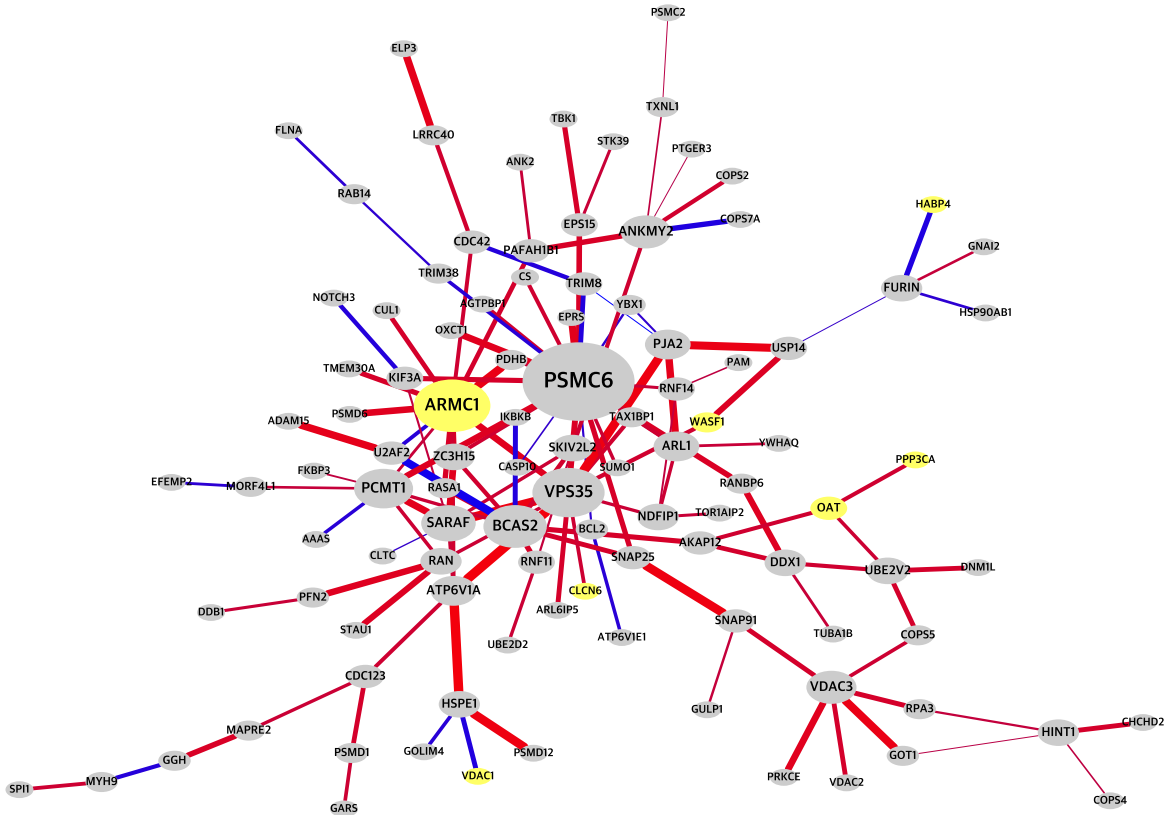 PSMC2
ELP3
TXNL1
TBK1
FLNA
LRRC40
STK39
PTGER3
ANK2
COPS2
RAB14
HABP4
COPS7A
EPS15
ANKMY2
CDC42
PAFAH1B1
GNAI2
TRIM38
CS
TRIM8
FURIN
NOTCH3
AGTPBP1
YBX1
CUL1
HSP90AB1
EPRS
OXCT1
PJA2
USP14
PDHB
PAM
TMEM30A
KIF3A
PSMC6
RNF14
ARMC1
PSMD6
IKBKB
TAX1BP1
ADAM15
WASF1
YWHAQ
U2AF2
ZC3H15
SKIV2L2
ARL1
PPP3CA
FKBP3
CASP10
SUMO1
EFEMP2
MORF4L1
PCMT1
RASA1
VPS35
RANBP6
OAT
AAAS
SARAF
BCAS2
BCL2
NDFIP1
TOR1AIP2
CLTC
AKAP12
RAN
RNF11
SNAP25
DDX1
UBE2V2
DNM1L
PFN2
ATP6V1A
CLCN6
DDB1
ARL6IP5
STAU1
SNAP91
UBE2D2
ATP6V1E1
TUBA1B
COPS5
CDC123
VDAC3
HSPE1
GULP1
RPA3
MAPRE2
CHCHD2
HINT1
GOLIM4
PSMD12
PSMD1
GGH
GOT1
SPI1
MYH9
VDAC1
PRKCE
VDAC2
GARS
COPS4